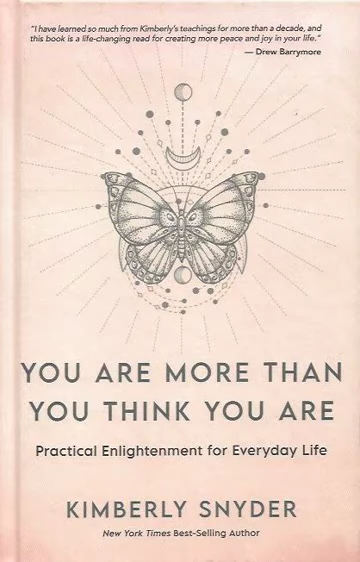 "I have learned so much from Kimberly's teachings for more than a decade, and
this book is a life-changing read for creating more peace and joy in your life."
— Drew Barrymore
YOU ARE MORE THAN
YOU THINK YOU ARE
Practical Enlightenment for Everyday Life
KIMBERLY SNYDER
New York Times Best-Selling Author